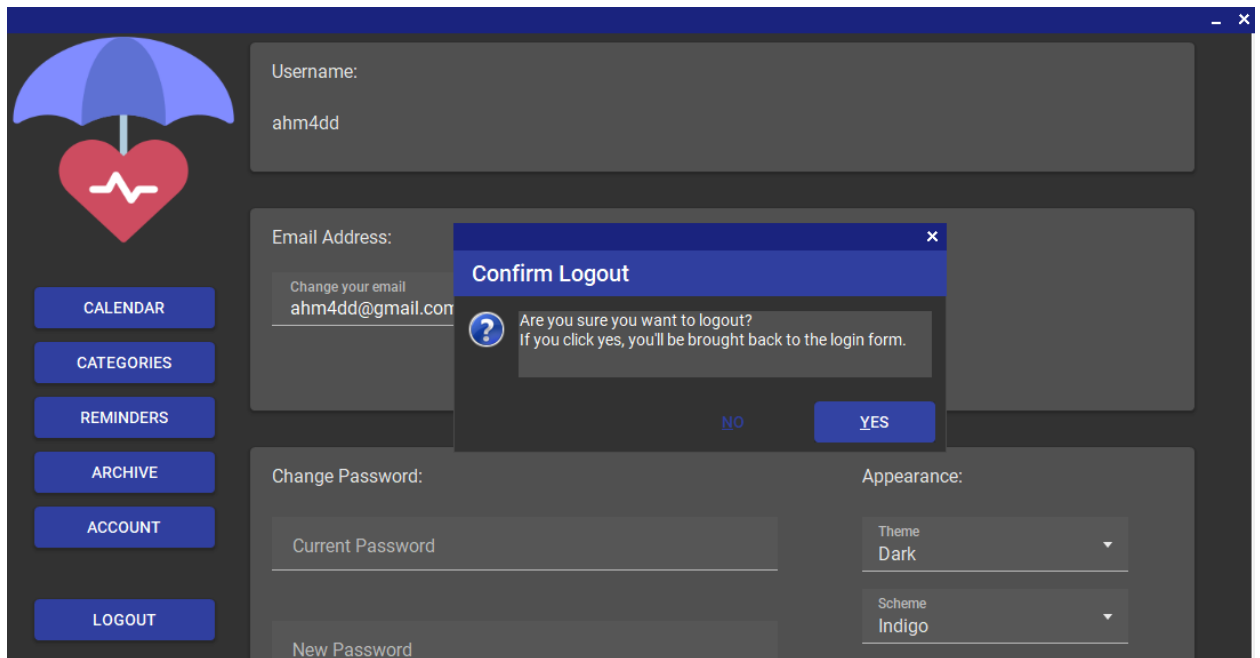 Username:
ahm4dd
Email Address:
Change your email
ahm4dd@gmail.com
Confirm Logout
Are you sure you want to logout?
If you click yes, you'll be brought back to the login form.
NO
YES
CALENDAR
CATEGORIES
REMINDERS
ARCHIVE
ACCOUNT
LOGOUT
Change Password:
Current Password
New Password
Appearance:
Theme
Dark
Scheme
Indigo